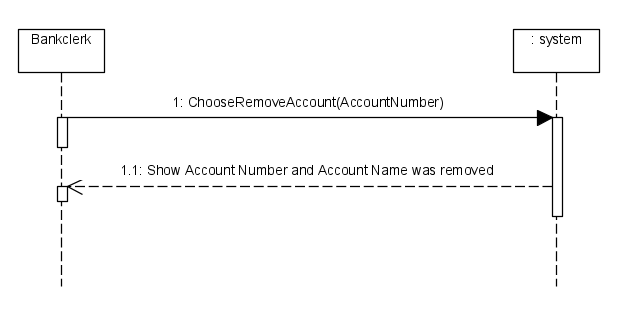 Bankclerk
: system
1: ChooseRemoveAccount(AccountNumber)
1.1: Show Account Number and Account Name was removed